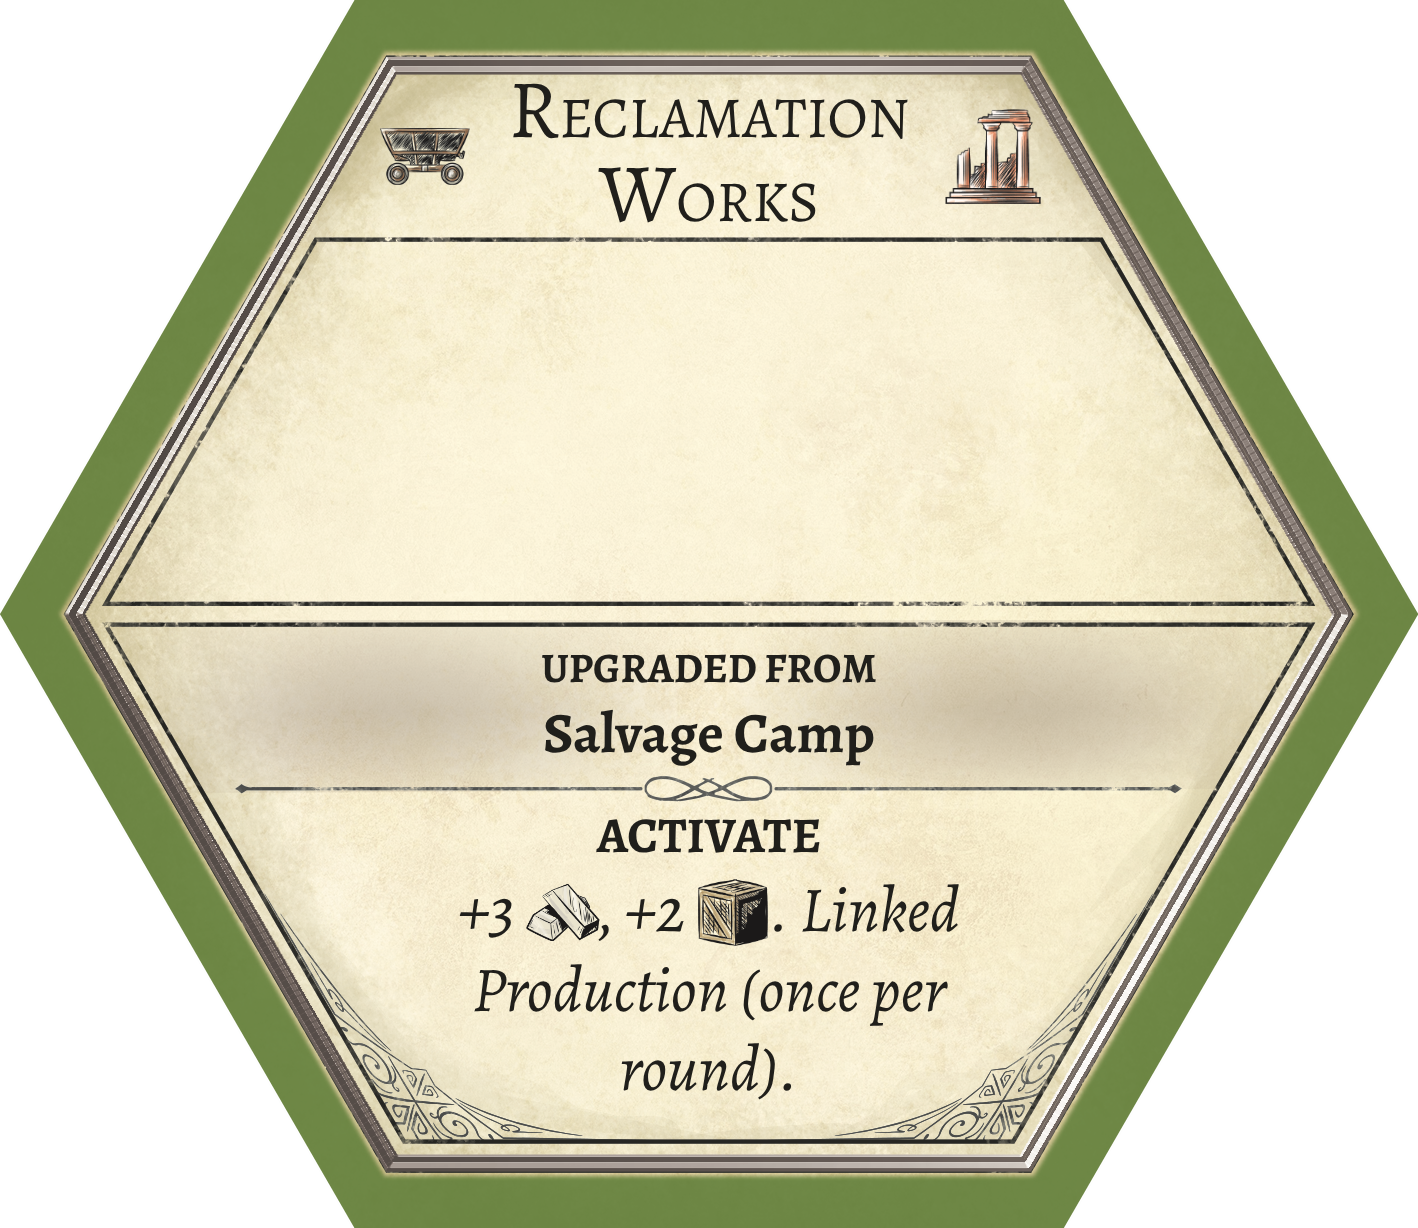 Reclamation
Works
UPGRADED FROM
Salvage Camp
ACTIVATE
+3 , +2 . Linked
Production (once per
round).